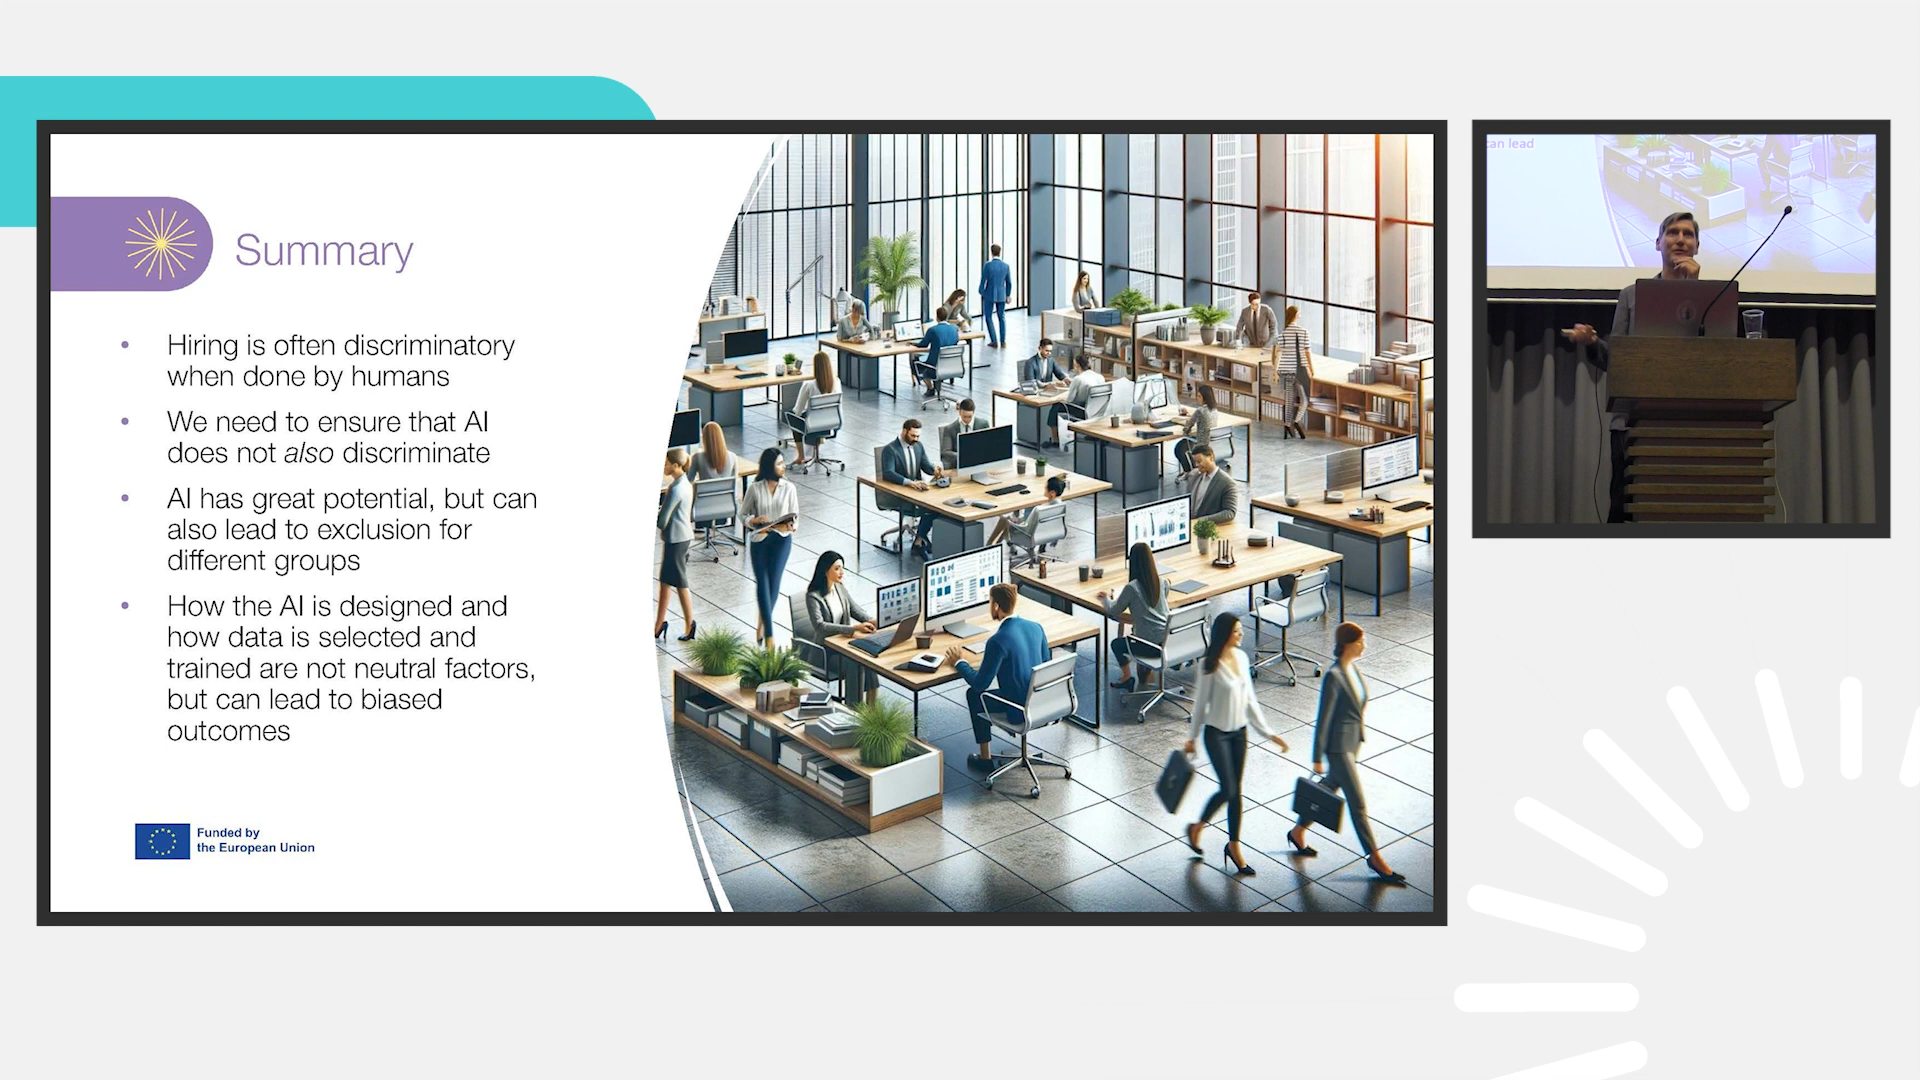 Summary
• Hiring is often discriminatory
when done by humans
• We need to ensure that AI
does not also discriminate
• AI has great potential, but can
also lead to exclusion for
different groups
• How the AI is designed and
how data is selected and
trained are not neutral factors,
but can lead to biased
outcomes
Funded by
the European Union
can lead